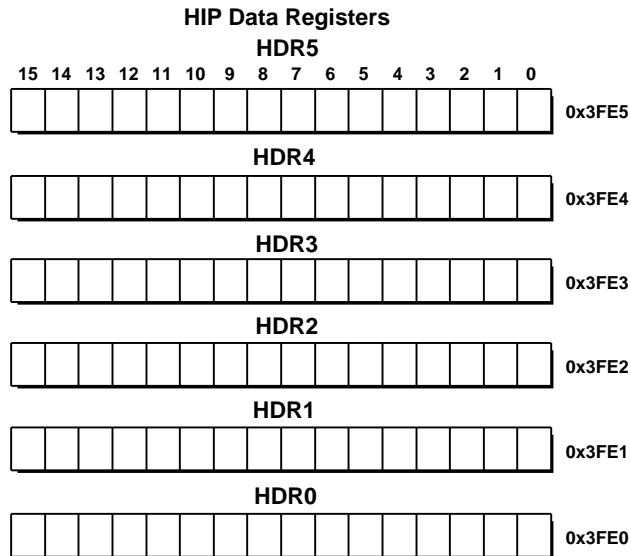 HIP Data Registers
HDR5
15 14 13 12 11 10 9 8 7 6 5 4 3 2 1 0
0x3FE5
HDR4
0x3FE4
HDR3
0x3FE3
HDR2
0x3FE2
HDR1
0x3FE1
HDR0
0x3FE0